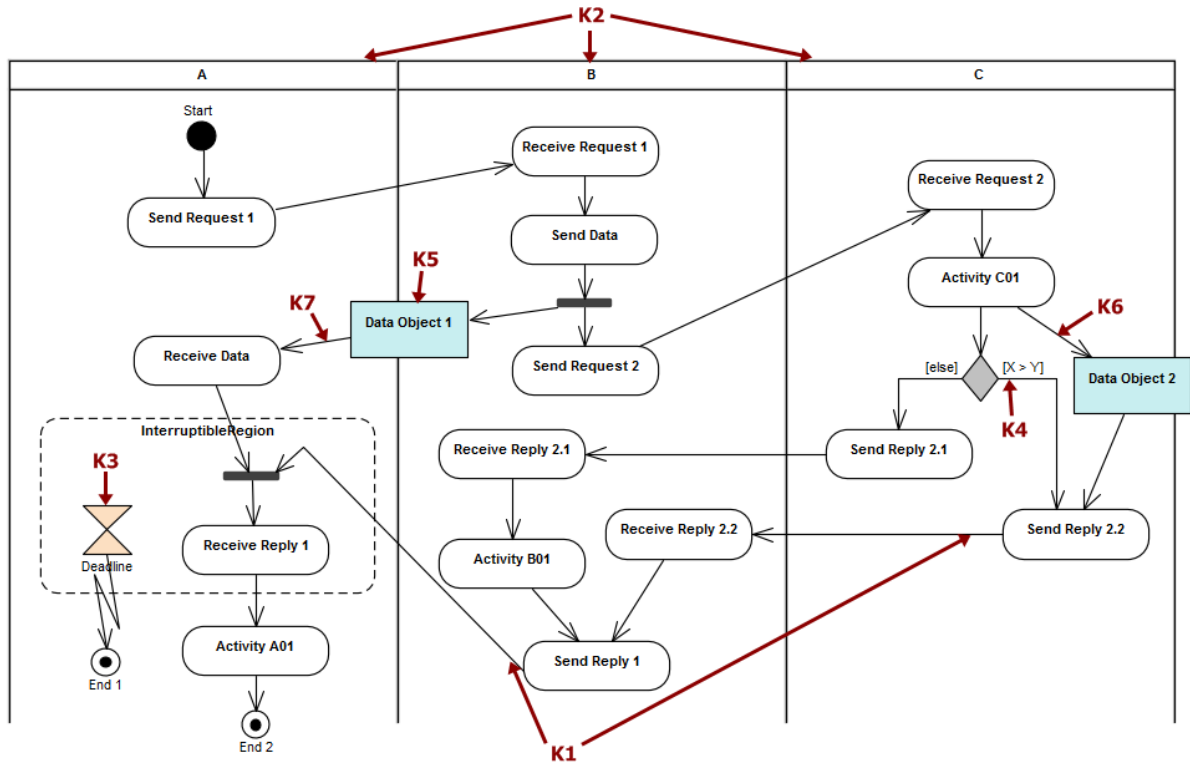 K2
A
B
C
Start
Receive Request 1
Receive Request 2
Send Request 1
Send Data
K5
Activity C01
K7
K6
Data Object 1
Receive Data
Send Request 2
[else]
[X > Y]
Data Object 2
InterruptibleRegion
K4
Receive Reply 2.1
Send Reply 2.1
K3
Receive Reply 2.2
Send Reply 2.2
Receive Reply 1
Deadline
Activity B01
Activity A01
Send Reply 1
End 1
End 2
K1